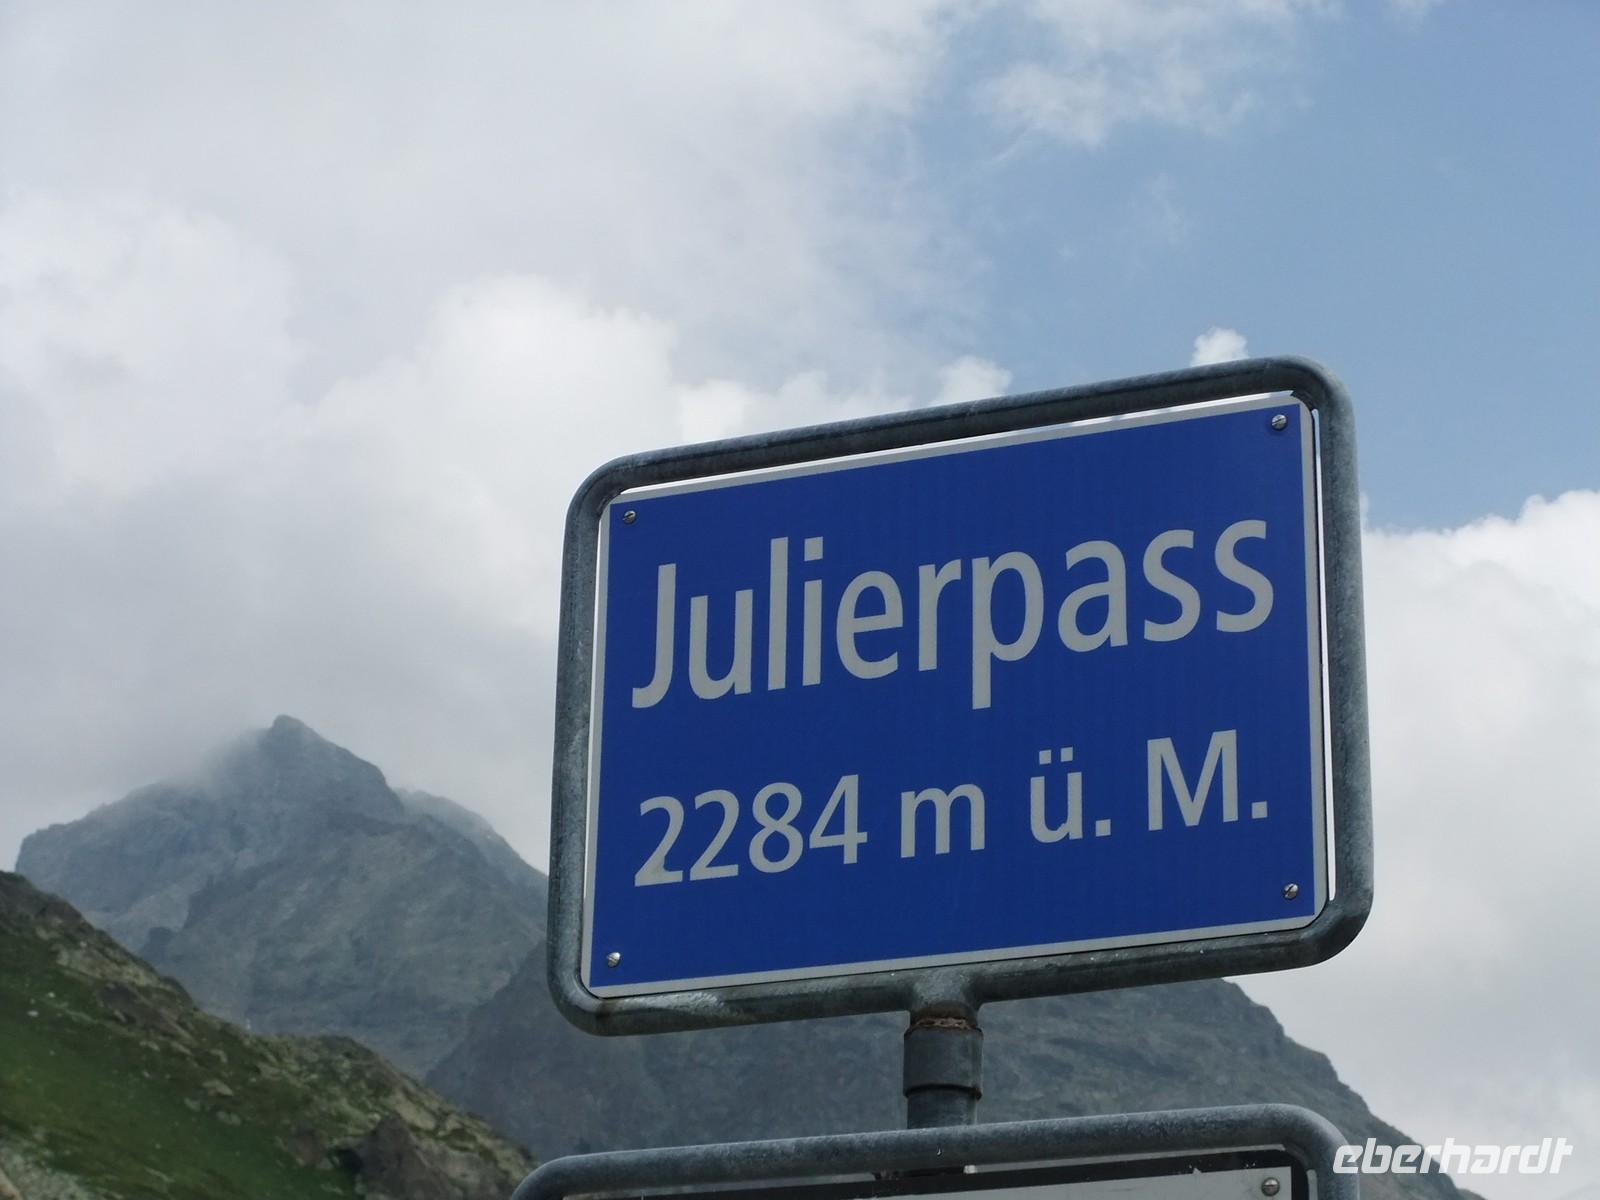 Julierpass
2284 m ü. M.
eberhardt